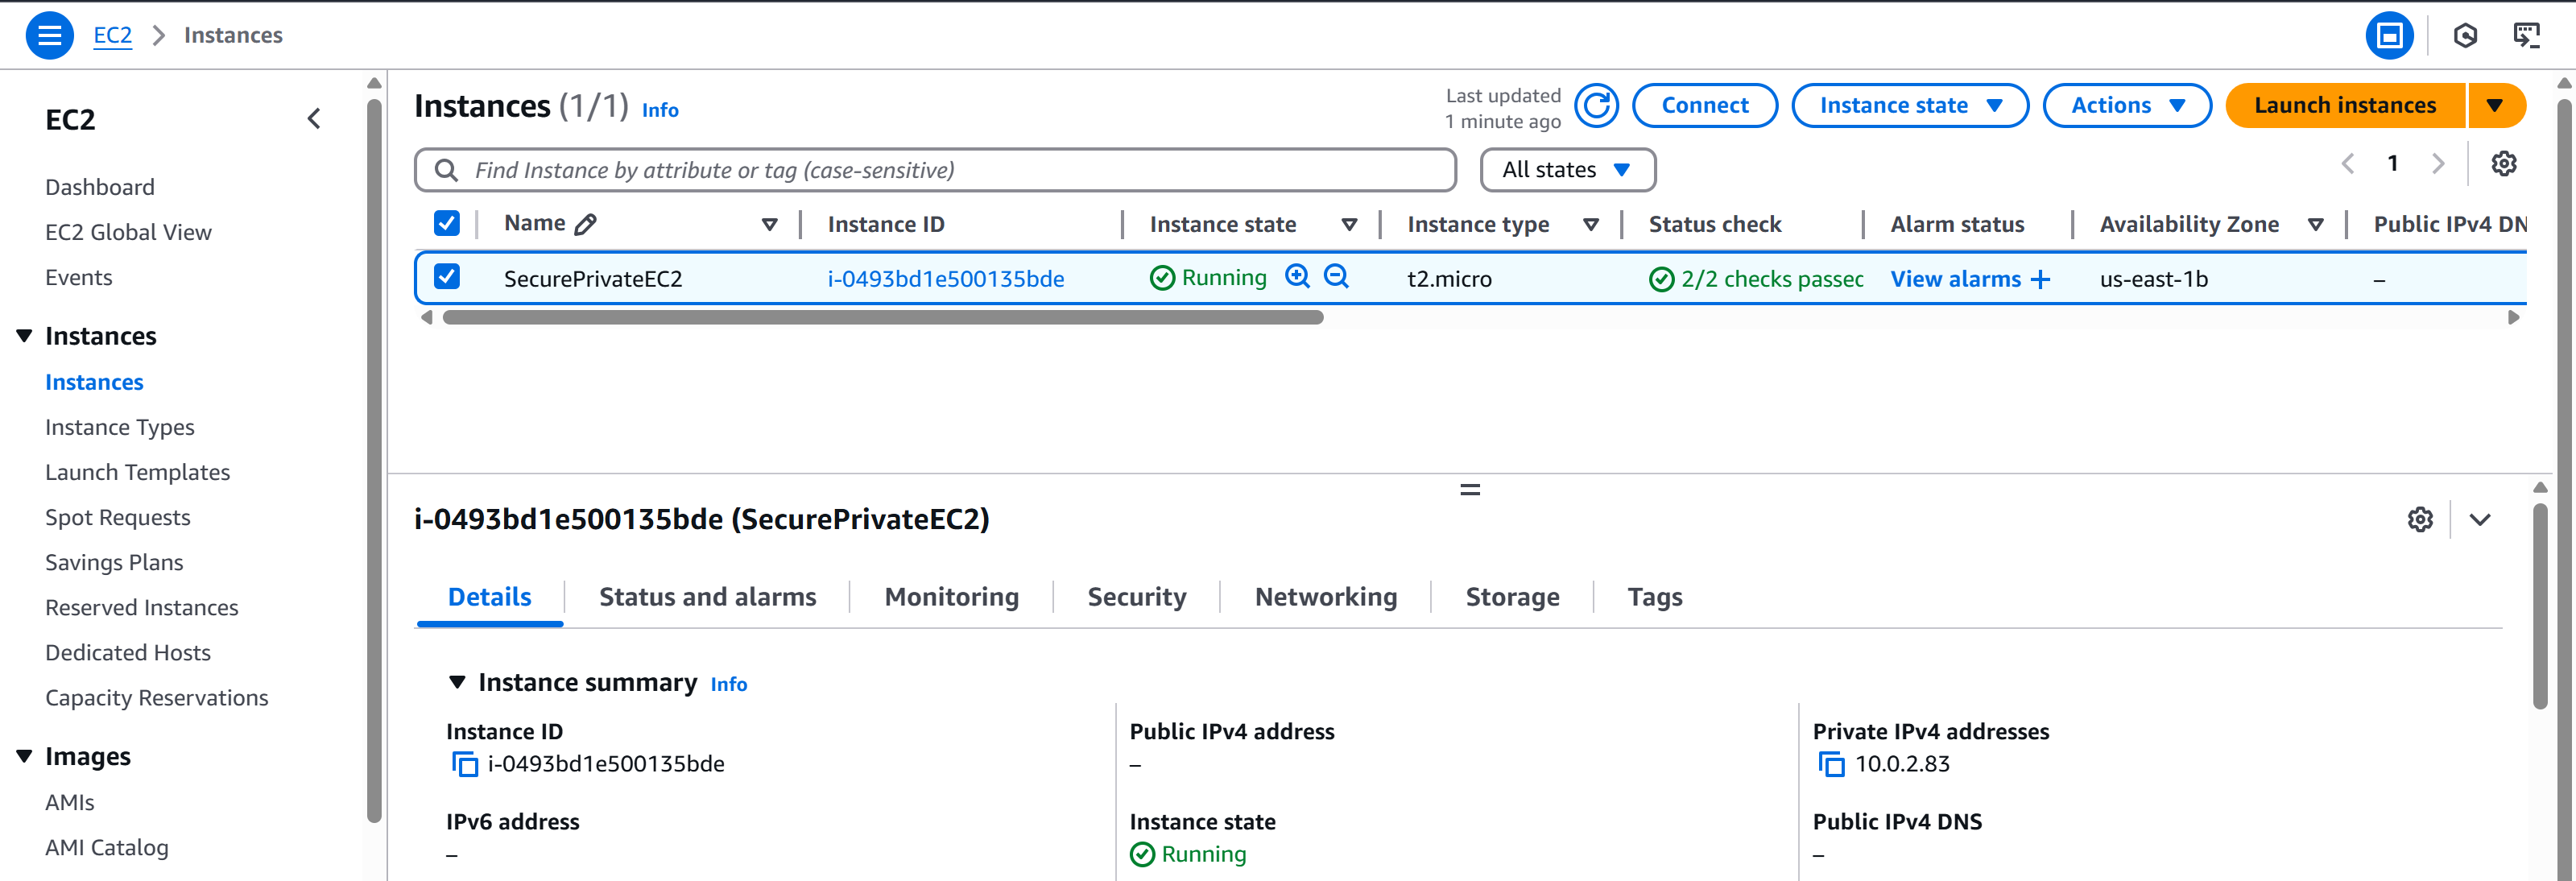 EC2 > Instances
EC2
Dashboard
EC2 Global View
Events
Instances
Instances
Instance Types
Launch Templates
Spot Requests
Savings Plans
Reserved Instances
Dedicated Hosts
Capacity Reservations
Images
AMIs
AMI Catalog
Instances (1/1) Info
Last updated
1 minute ago
Connect
Instance state
Actions
Launch instances
Find Instance by attribute or tag (case-sensitive)
All states
1
Name Instance ID Instance state Instance type Status check Alarm status Availability Zone Public IPv4 DN
SecurePrivateEC2 i-0493bd1e500135bde Running t2.micro 2/2 checks passec View alarms + us-east-1b –
i-0493bd1e500135bde (SecurePrivateEC2)
Details Status and alarms Monitoring Security Networking Storage Tags
Instance summary Info
Instance ID
i-0493bd1e500135bde
Public IPv4 address
–
Private IPv4 addresses
10.0.2.83
IPv6 address
–
Instance state
Running
Public IPv4 DNS
–